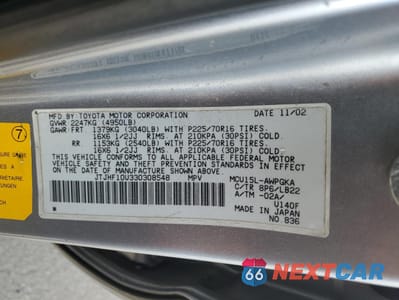 MFD BY TOYOTA MOTOR CORPORATION DATE 11/02
GVWR 2247KG (4950LB)
GAWR FRT 1379KG (3040LB) WITH P225/70R16 TIRES.
16X6 1/2JJ RIMS AT 210KPA (30PSI) COLD.
RR 1153KG (2540LB) WITH P225/70R16 TIRES.
16X6 1/2JJ RIMS AT 210KPA (30PSI) COLD.
THIS VEHICLE CONFORMS TO ALL APPLICABLE FEDERAL
MOTOR VEHICLE SAFETY STANDARDS IN EFFECT
ON THE DATE OF MANUFACTURE SHOWN ABOVE.
JTJHF10U330308548 MPV MCU15L-AWPGKA
C/TR 8P6/LB22
A/TM -02A/
U140F
MADE IN JAPAN
NO 836
7
66 NEXTCAR